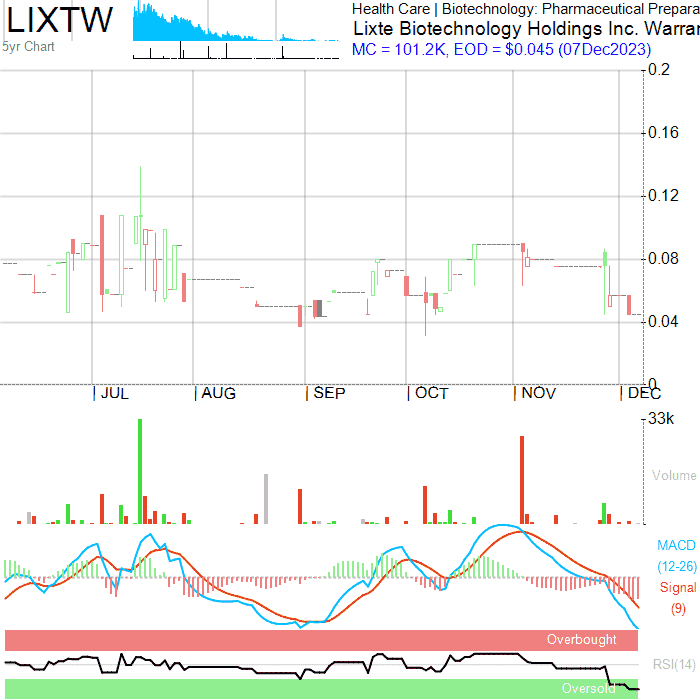 LIXTW
5yr Chart
Health Care | Biotechnology: Pharmaceutical Prepara
Lixte Biotechnology Holdings Inc. Warrar
MC = 101.2K, EOD = $0.045 (07Dec2023)
0.2
0.16
0.12
0.08
0.04
0
JUL AUG SEP OCT NOV DEC
33k
Volume
MACD
(12-26)
Signal
(9)
Overbought
RSI(14)
Oversold